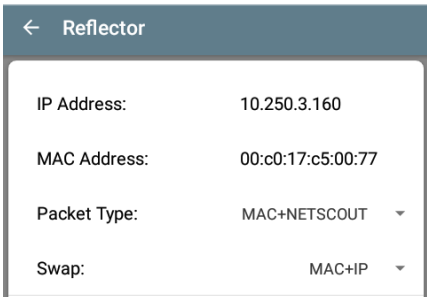 Reflector
IP Address: 10.250.3.160
MAC Address: 00:c0:17:c5:00:77
Packet Type: MAC+NETSCOUT
Swap: MAC+IP